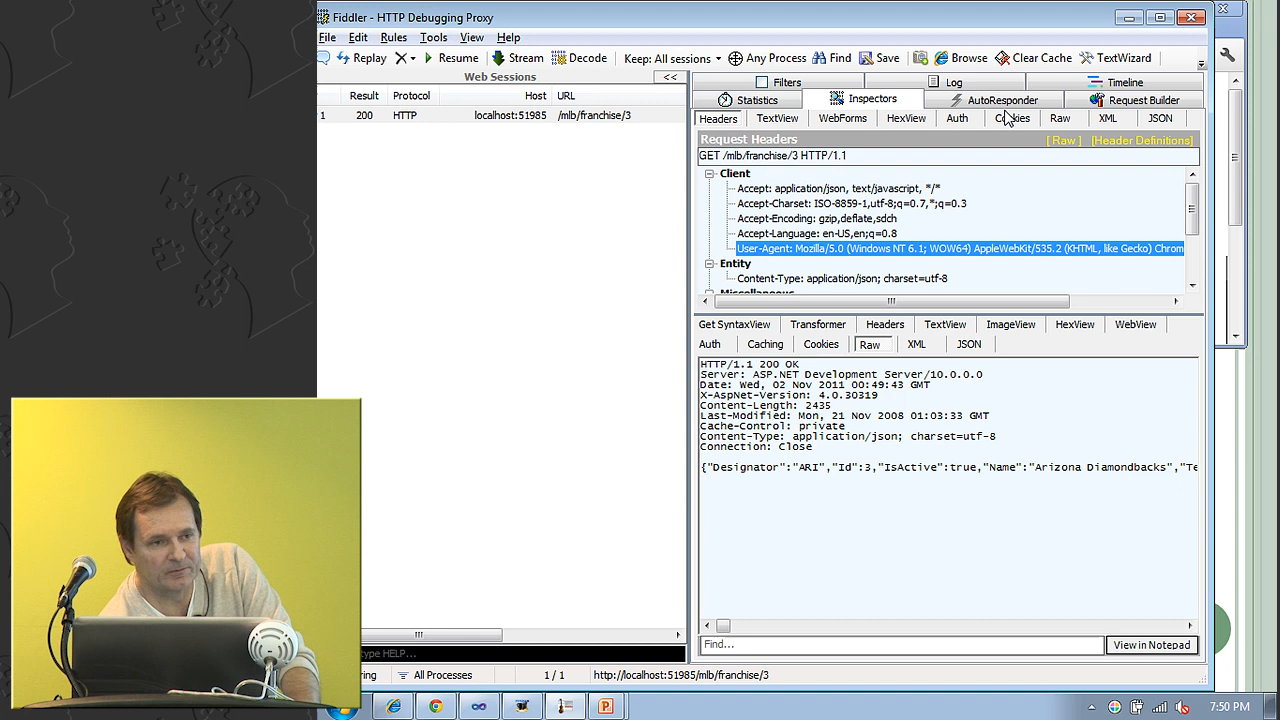 Fiddler - HTTP Debugging Proxy
File Edit Rules Tools View Help
Replay Resume Stream Decode Keep: All sessions Any Process Find Save Browse Clear Cache TextWizard
Web Sessions <<
Result Protocol Host URL
1 200 HTTP localhost:51985 /mlb/franchise/3
Filters Log Timeline
Statistics Inspectors AutoResponder Request Builder
Headers TextView WebForms HexView Auth Cookies Raw XML JSON
Request Headers [ Raw ] [Header Definitions]
GET /mlb/franchise/3 HTTP/1.1
Client
Accept: application/json, text/javascript, */*
Accept-Charset: ISO-8859-1,utf-8;q=0.7,*;q=0.3
Accept-Encoding: gzip,deflate,sdch
Accept-Language: en-US,en;q=0.8
User-Agent: Mozilla/5.0 (Windows NT 6.1; WOW64) AppleWebKit/535.2 (KHTML, like Gecko) Chrom
Entity
Content-Type: application/json; charset=utf-8
Miscellaneous
Get SyntaxView Transformer Headers TextView ImageView HexView WebView
Auth Caching Cookies Raw XML JSON
HTTP/1.1 200 OK
Server: ASP.NET Development Server/10.0.0.0
Date: Wed, 02 Nov 2011 00:49:43 GMT
X-AspNet-Version: 4.0.30319
Content-Length: 2435
Last-Modified: Mon, 21 Nov 2008 01:03:33 GMT
Cache-Control: private
Content-Type: application/json; charset=utf-8
Connection: Close
{"Designator":"ARI","Id":3,"IsActive":true,"Name":"Arizona Diamondbacks","Te
Find... View in Notepad
type HELP...
ring All Processes 1 / 1 http://localhost:51985/mlb/franchise/3
7:50 PM